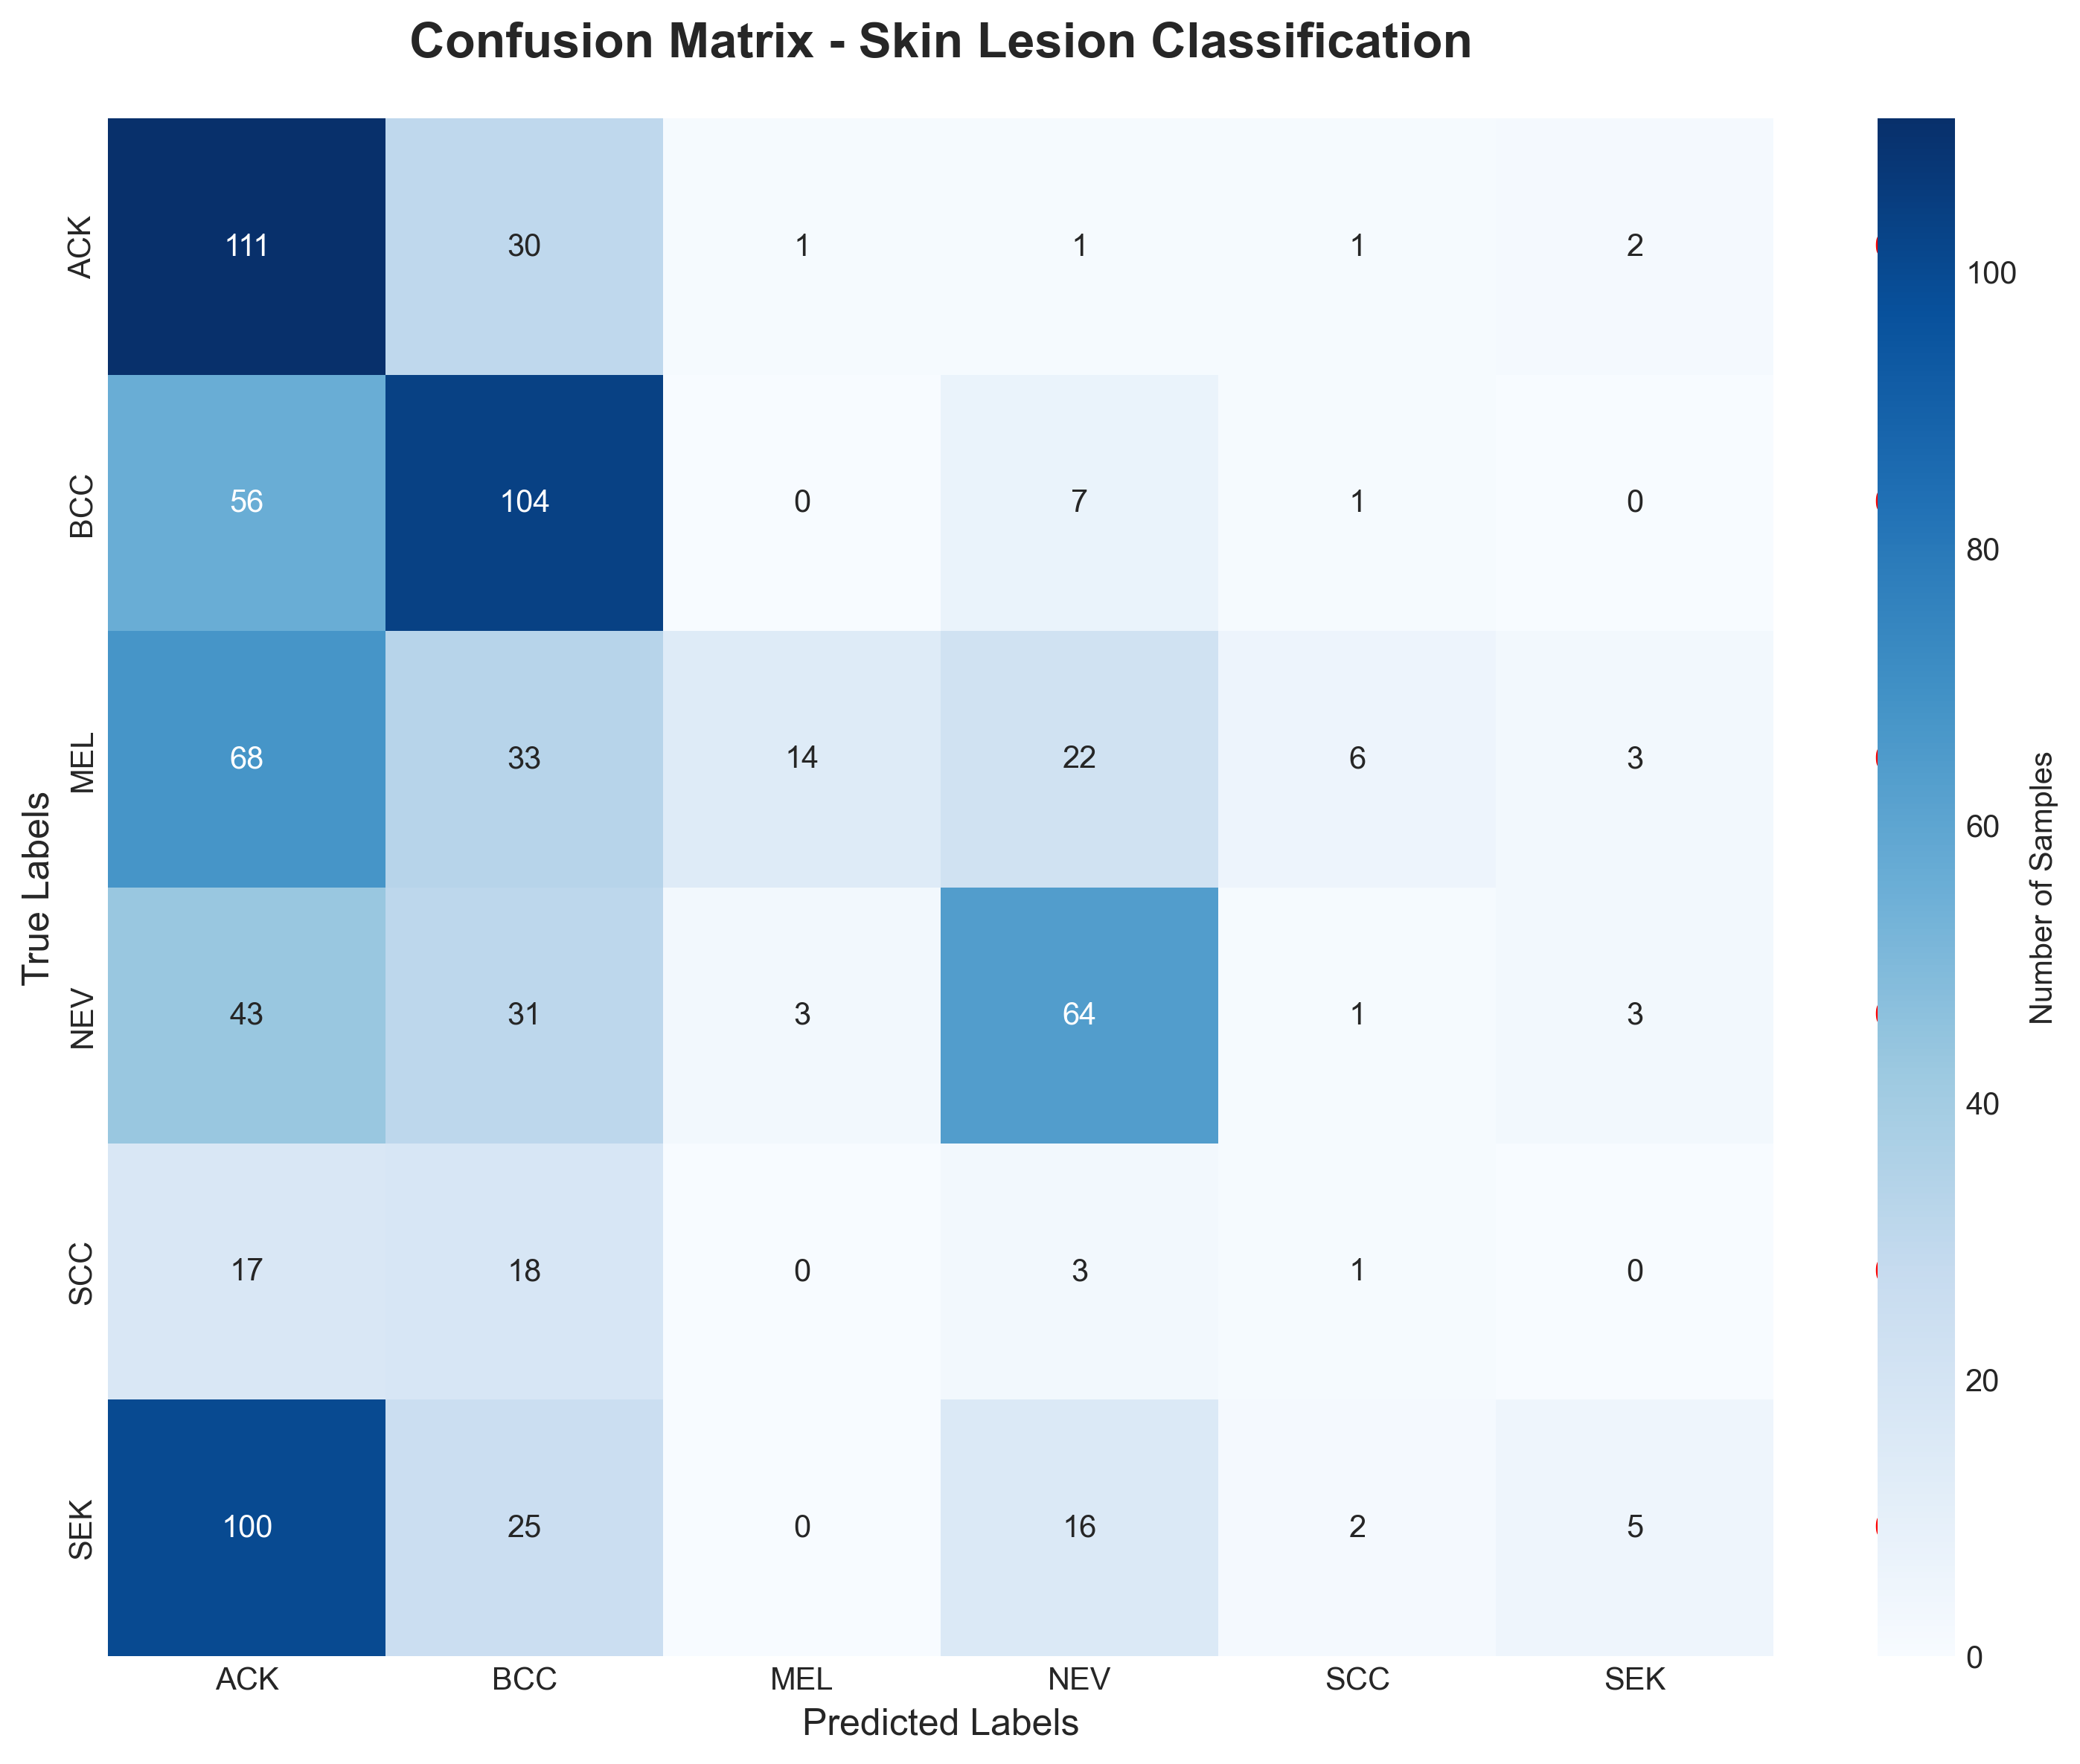 Confusion Matrix - Skin Lesion Classification
ACK 111 30 1 1 1 2
BCC 56 104 0 7 1 0
MEL 68 33 14 22 6 3
NEV 43 31 3 64 1 3
SCC 17 18 0 3 1 0
SEK 100 25 0 16 2 5
ACK BCC MEL NEV SCC SEK
True Labels
Predicted Labels
100
80
60
40
20
0
Number of Samples